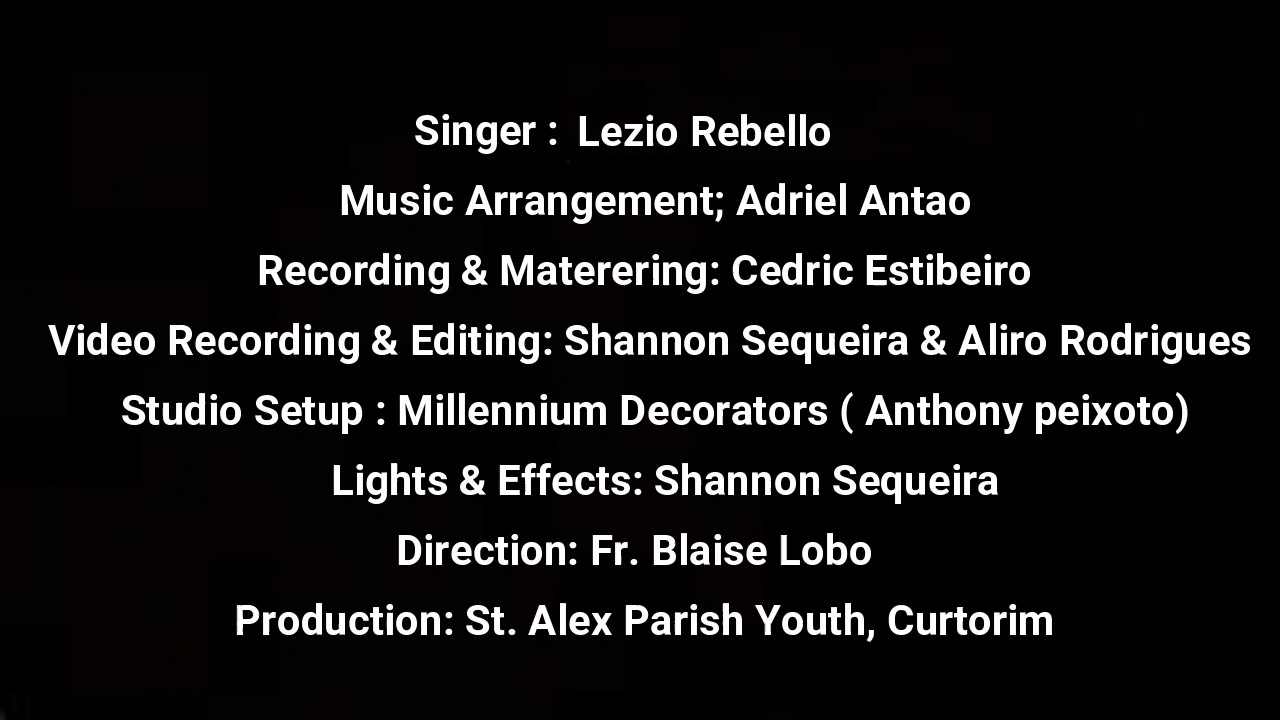 Singer : Lezio Rebello
Music Arrangement; Adriel Antao
Recording & Materering: Cedric Estibeiro
Video Recording & Editing: Shannon Sequeira & Aliro Rodrigues
Studio Setup : Millennium Decorators ( Anthony peixoto)
Lights & Effects: Shannon Sequeira
Direction: Fr. Blaise Lobo
Production: St. Alex Parish Youth, Curtorim